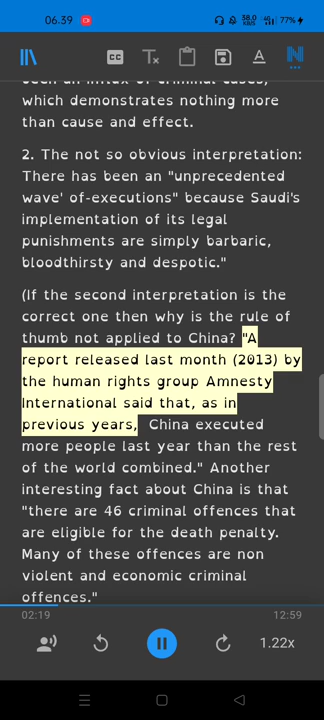 06.39
38.0 KB/S 4G 77%
CC T A N
seen an influx of criminal cases,
which demonstrates nothing more
than cause and effect.
2. The not so obvious interpretation:
There has been an "unprecedented
wave' of-executions" because Saudi's
implementation of its legal
punishments are simply barbaric,
bloodthirsty and despotic."
(If the second interpretation is the
correct one then why is the rule of
thumb not applied to China? "A
report released last month (2013) by
the human rights group Amnesty
International said that, as in
previous years, China executed
more people last year than the rest
of the world combined." Another
interesting fact about China is that
"there are 46 criminal offences that
are eligible for the death penalty.
Many of these offences are non
violent and economic criminal
offences."
02:19 12:59
1.22x